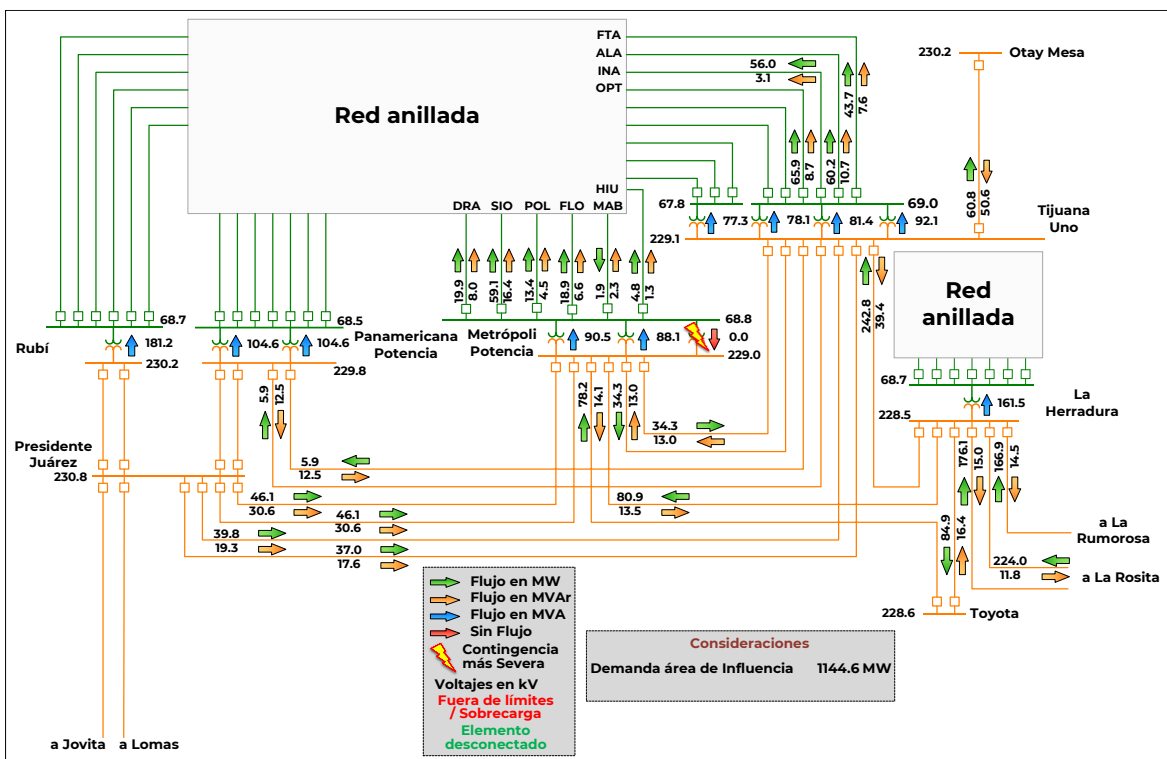 FTA
ALA
INA
OPT
HIU
Red anillada
DRA
SIO
POL
FLO
MAB
56.0
3.1
43.7
7.6
65.9
8.7
60.2
10.7
230.2
Otay Mesa
60.8
50.6
67.8
77.3
78.1
81.4
92.1
69.0
229.1
Tijuana
Uno
19.9
8.0
59.1
16.4
13.4
4.5
18.9
6.6
1.9
2.3
4.8
1.3
242.8
39.4
Red
anillada
68.7
Rubí
181.2
230.2
68.5
104.6
104.6
229.8
Panamericana
Potencia
Metrópoli
Potencia
68.8
90.5
88.1
0.0
229.0
68.7
161.5
228.5
La
Herradura
5.9
12.5
78.2
14.1
34.3
13.0
34.3
13.0
176.1
15.0
166.9
14.5
Presidente
Juárez
230.8
5.9
12.5
46.1
30.6
46.1
30.6
80.9
13.5
39.8
19.3
37.0
17.6
84.9
16.4
a La
Rumorosa
224.0
11.8
a La Rosita
228.6
Toyota
Flujo en MW
Flujo en MVAr
Flujo en MVA
Sin Flujo
Contingencia
más Severa
Voltajes en kV
Fuera de límites
/ Sobrecarga
Elemento
desconectado
Consideraciones
Demanda área de Influencia 1144.6 MW
a Jovita
a Lomas